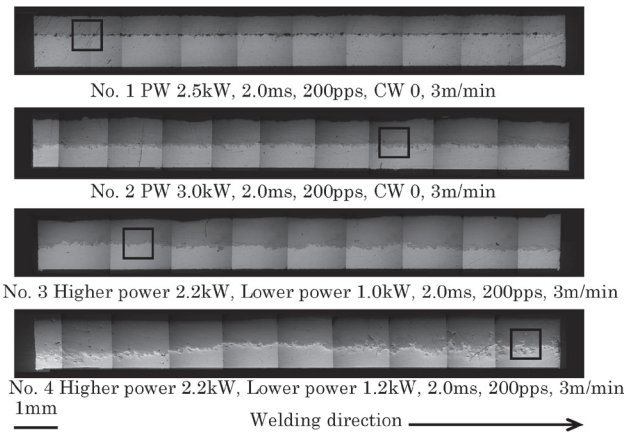 No. 1 PW 2.5kW, 2.0ms, 200pps, CW 0, 3m/min
No. 2 PW 3.0kW, 2.0ms, 200pps, CW 0, 3m/min
No. 3 Higher power 2.2kW, Lower power 1.0kW, 2.0ms, 200pps, 3m/min
No. 4 Higher power 2.2kW, Lower power 1.2kW, 2.0ms, 200pps, 3m/min
1mm
Welding direction